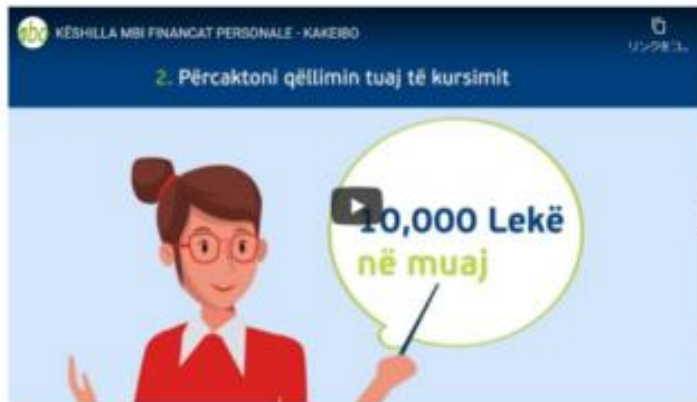 abc KËSHILLA MBI FINANCAT PERSONALE - KAKEIBO
リンクをコ...
2. Përcaktoni qëllimin tuaj të kursimit
10,000 Lekë
në muaj